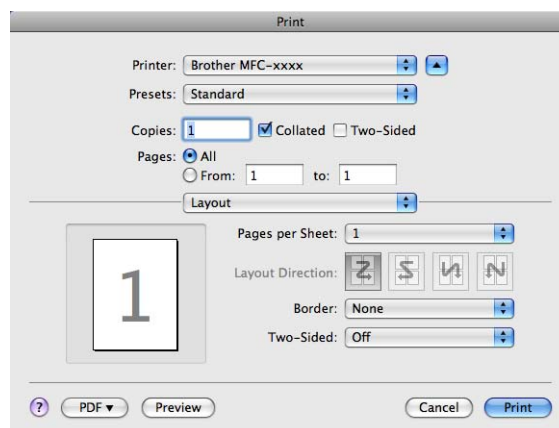 Print
Printer: Brother MFC-xxxx
Presets: Standard
Copies: 1 Collated Two-Sided
Pages: All
From: 1 to: 1
Layout
Pages per Sheet: 1
Layout Direction:
Border: None
Two-Sided: Off
1
? PDF ▼ Preview Cancel Print